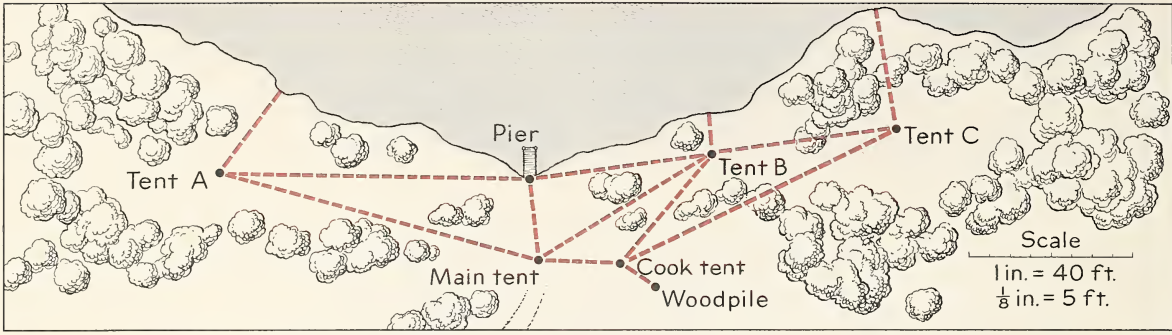 Pier
Tent A
Tent B
Tent C
Main tent
Cook tent
Woodpile
Scale
1 in. = 40 ft.
1/8 in. = 5 ft.